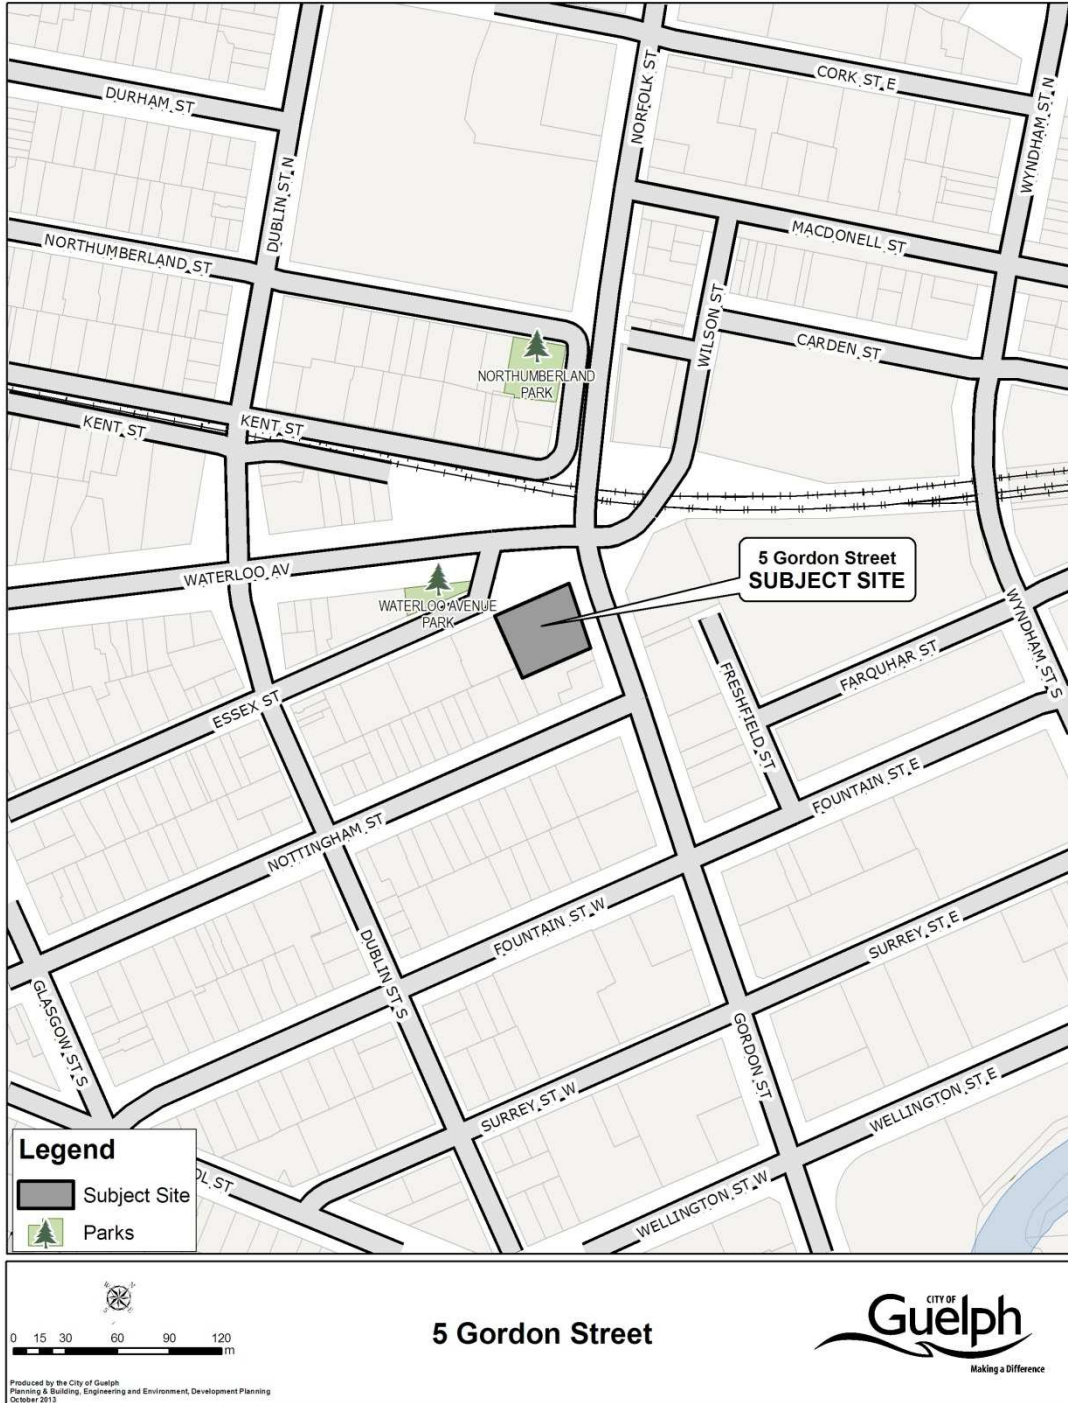 CORK ST E
DURHAM ST
NORFOLK ST
WYNDHAM ST N
DUBLIN ST N
MACDONELL ST
NORTHUMBERLAND ST
WILSON ST
CARDEN ST
NORTHUMBERLAND
PARK
KENT ST
KENT ST
5 Gordon Street
SUBJECT SITE
WATERLOO AV
WATERLOO AVENUE
PARK
WYNDHAM ST S
FARQUHAR ST
FRESHFIELD ST
ESSEX ST
FOUNTAIN ST E
NOTTINGHAM ST
FOUNTAIN ST W
SURREY ST E
DUBLIN ST S
GLASGOW ST S
GORDON ST
SURREY ST W
WELLINGTON ST E
WELLINGTON ST W
OL ST
Legend
Subject Site
Parks
W N
S E
0 15 30 60 90 120
m
5 Gordon Street
CITY OF
Guelph
Making a Difference
Produced by the City of Guelph
Planning & Building, Engineering and Environment, Development Planning
October 2013